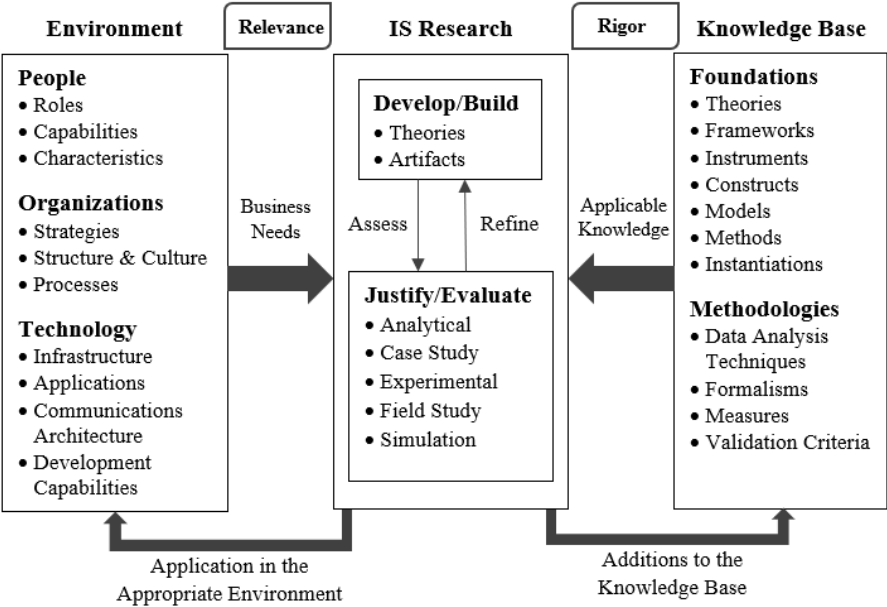 Environment
Relevance
IS Research
Rigor
Knowledge Base
People
• Roles
• Capabilities
• Characteristics
Organizations
• Strategies
• Structure & Culture
• Processes
Technology
• Infrastructure
• Applications
• Communications
Architecture
• Development
Capabilities
Business
Needs
Develop/Build
• Theories
• Artifacts
Assess
Refine
Justify/Evaluate
• Analytical
• Case Study
• Experimental
• Field Study
• Simulation
Applicable
Knowledge
Foundations
• Theories
• Frameworks
• Instruments
• Constructs
• Models
• Methods
• Instantiations
Methodologies
• Data Analysis
Techniques
• Formalisms
• Measures
• Validation Criteria
Application in the
Appropriate Environment
Additions to the
Knowledge Base